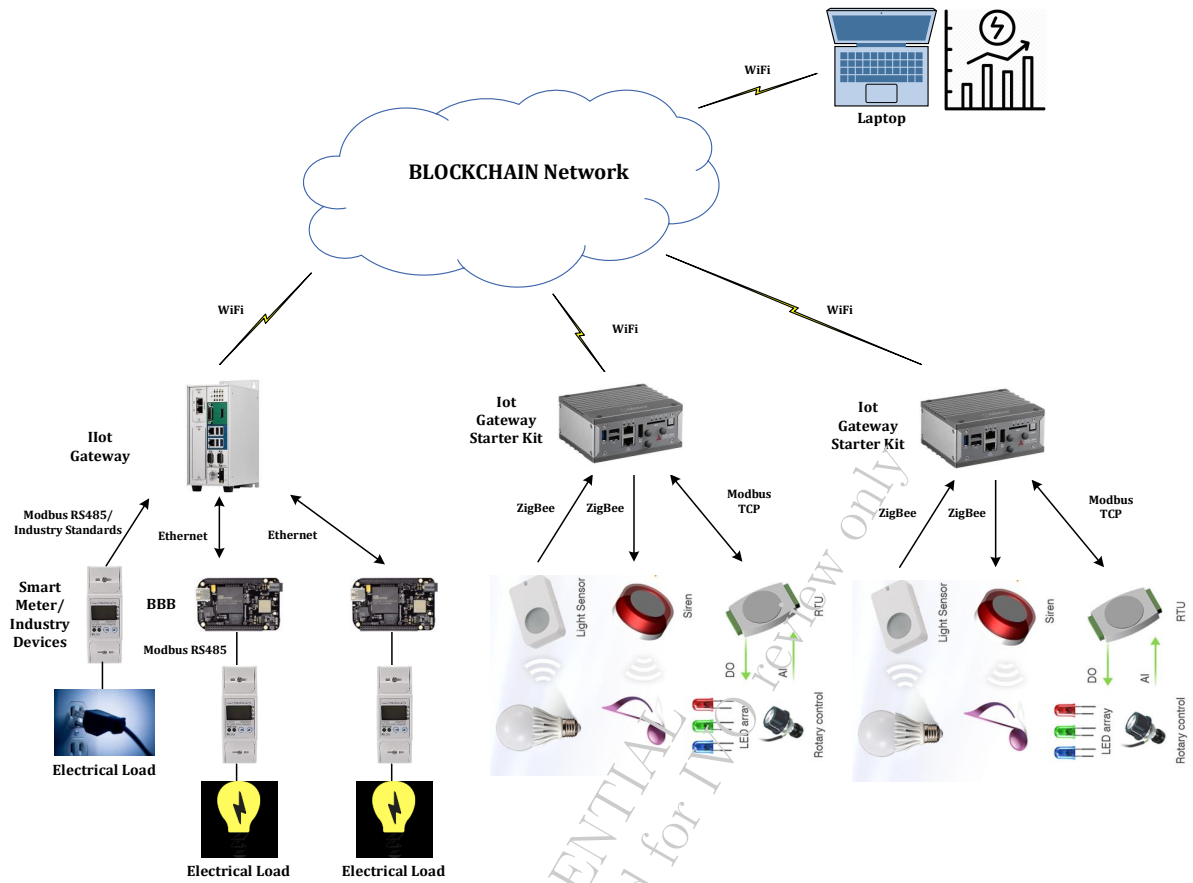 WiFi
Laptop
BLOCKCHAIN Network
WiFi
WiFi
WiFi
IIot
Gateway
Iot
Gateway
Starter Kit
Iot
Gateway
Starter Kit
Modbus RS485/
Industry Standards
Ethernet
Ethernet
ZigBee
ZigBee
Modbus
TCP
ZigBee
ZigBee
Modbus
TCP
Smart
Meter/
Industry
Devices
BBB
Modbus RS485
Light Sensor
Siren
RTU
DO
AI
LED array
Rotary control
Light Sensor
Siren
RTU
DO
AI
LED array
Rotary control
Electrical Load
Electrical Load
Electrical Load
ENTIAL
d for IWC review only